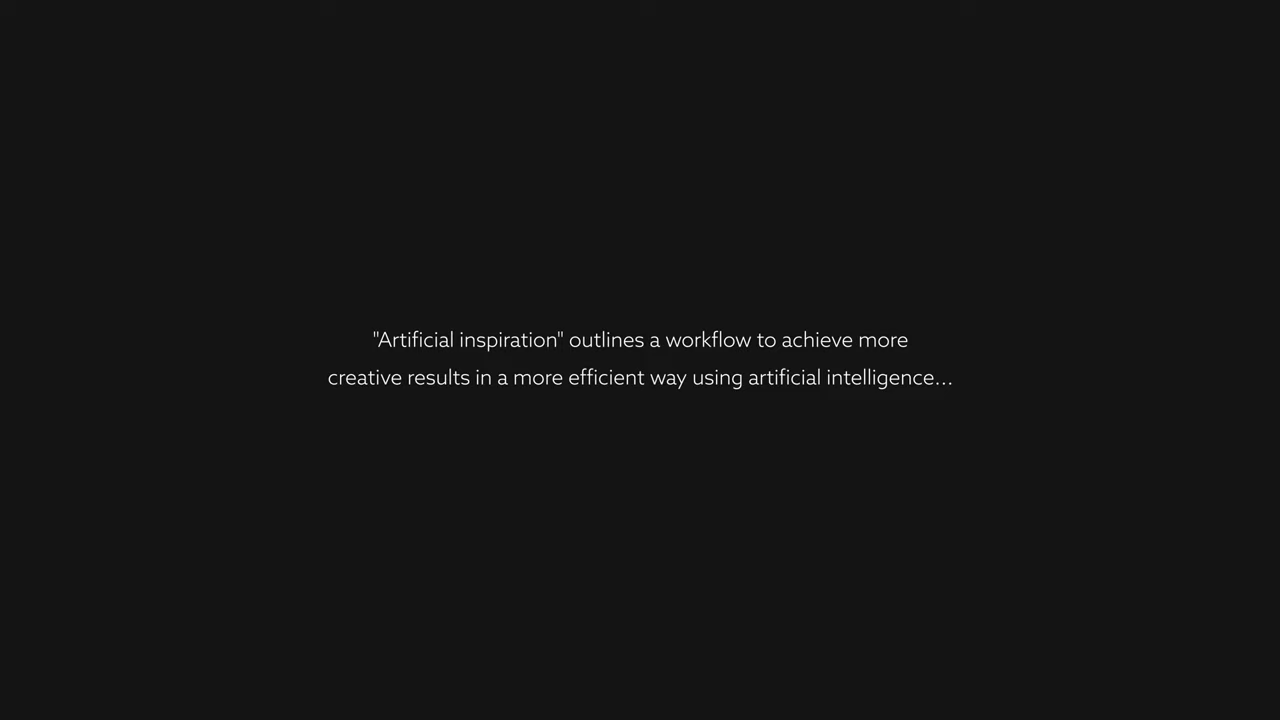 "Artificial inspiration" outlines a workflow to achieve more
creative results in a more efficient way using artificial intelligence...